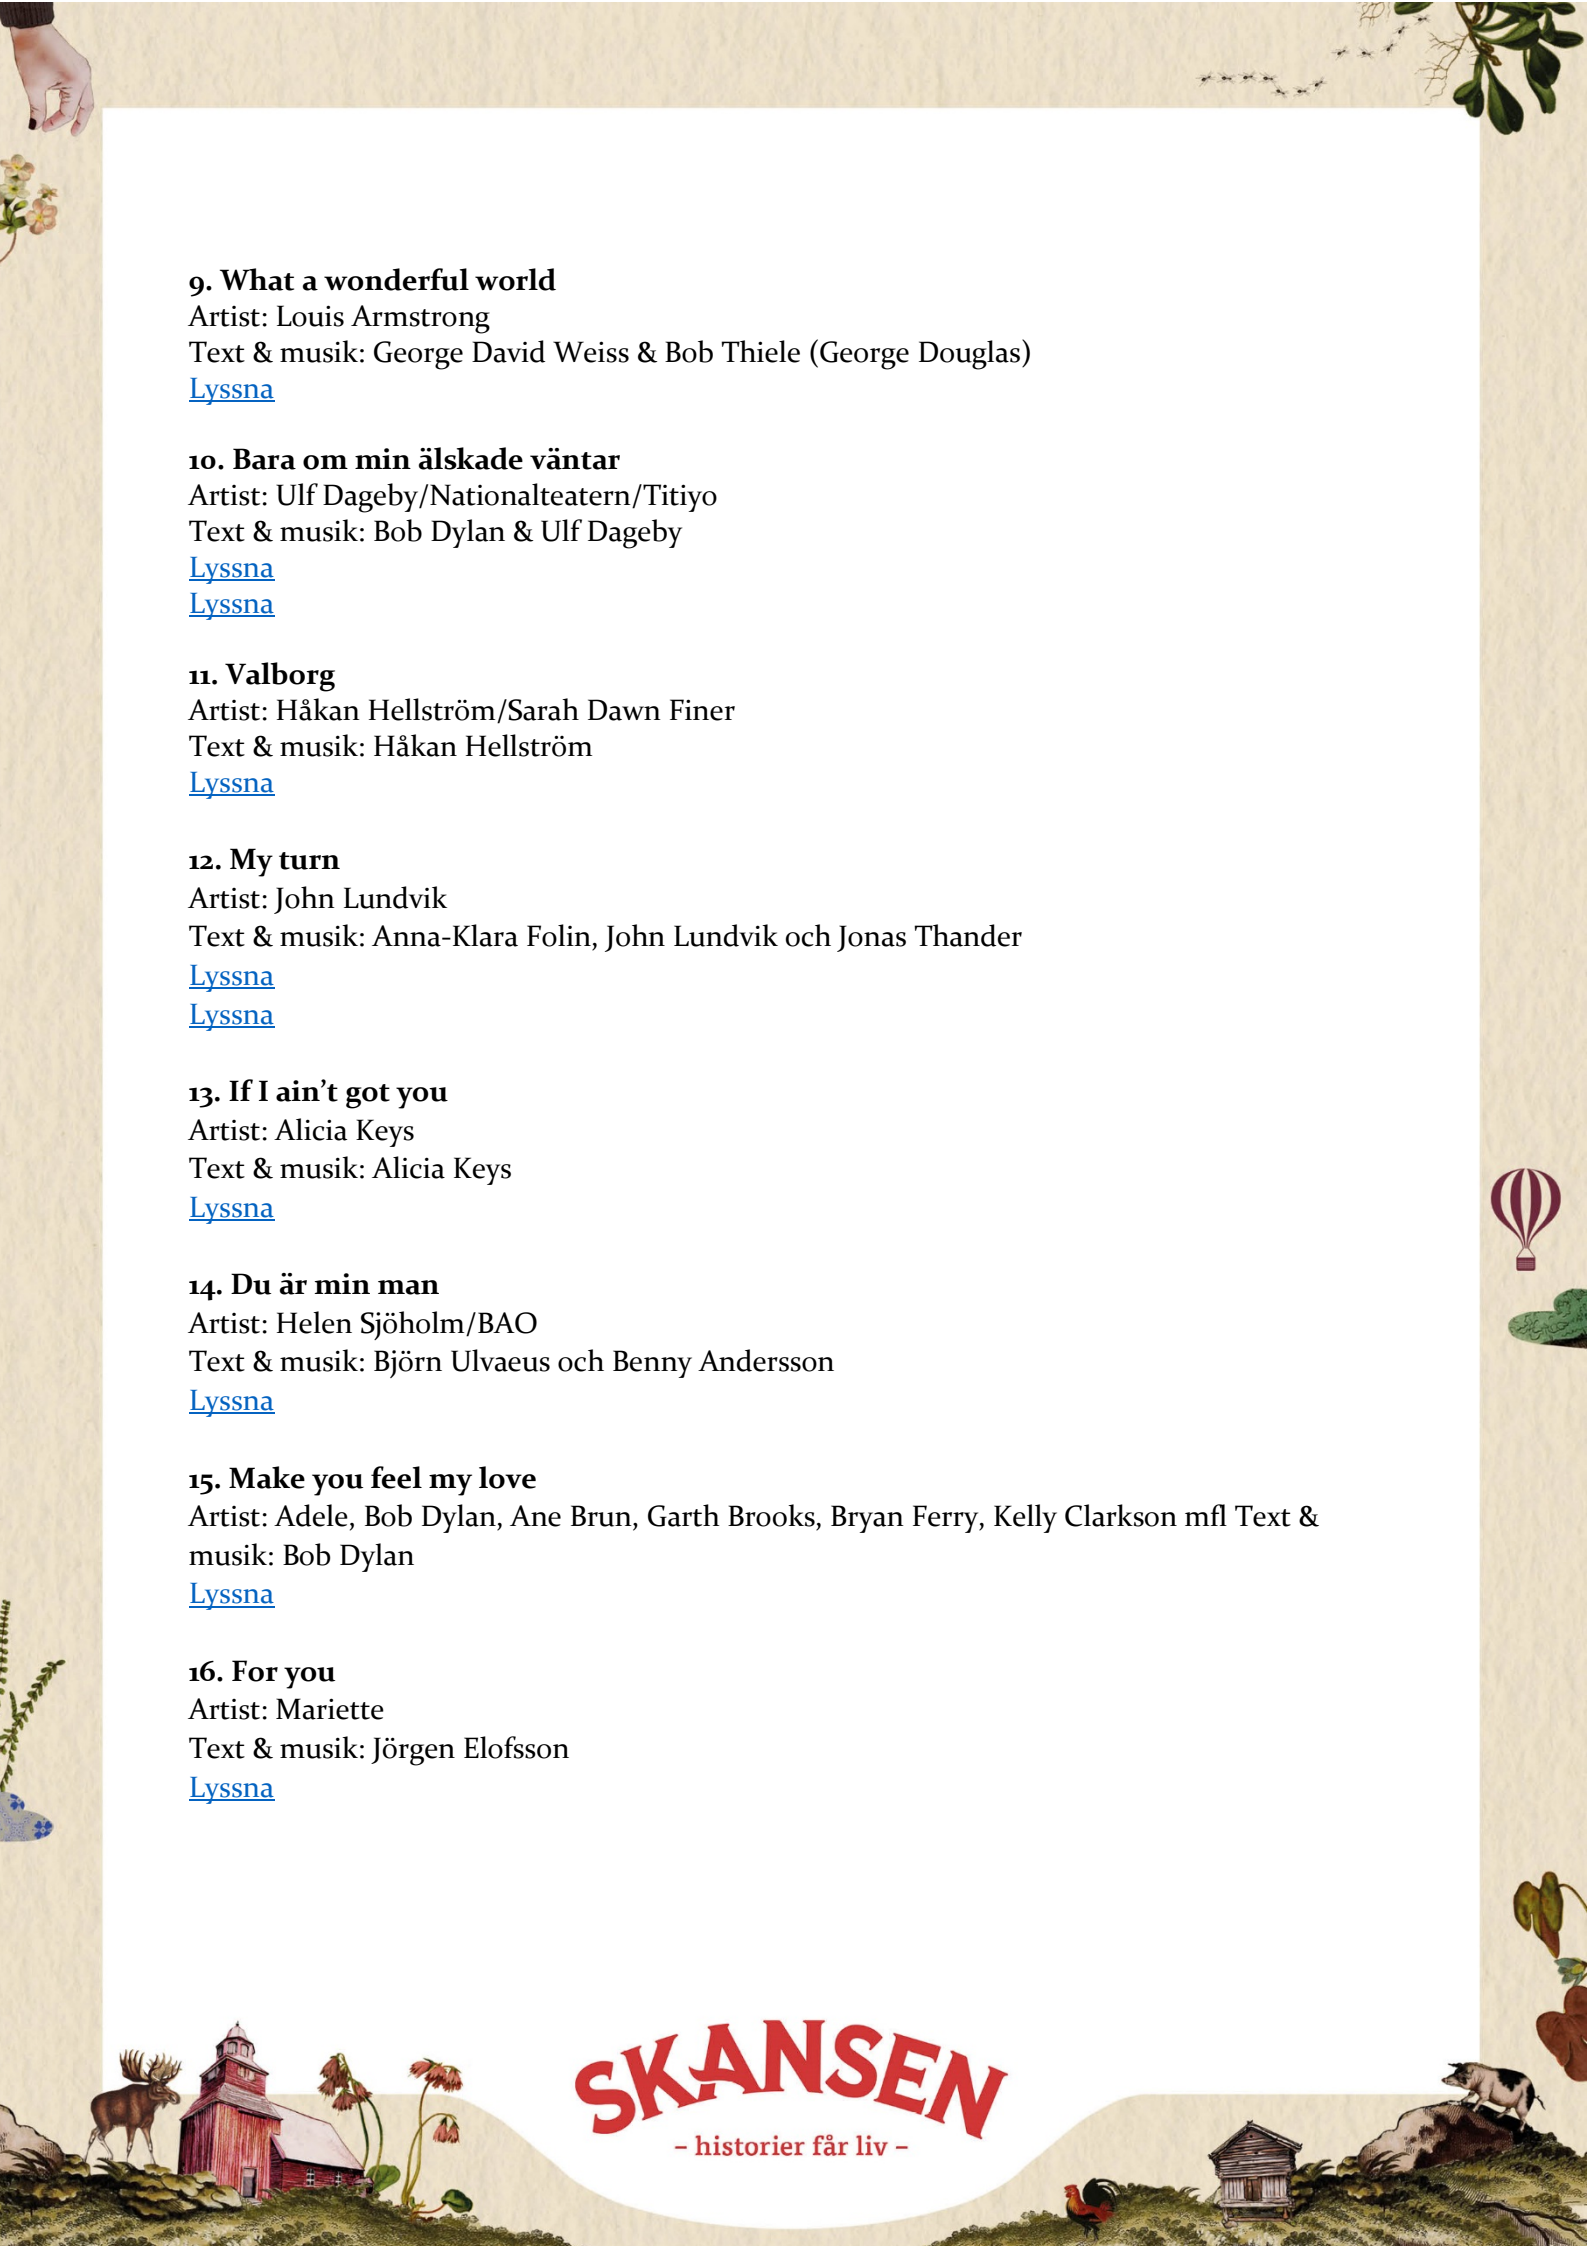 9. What a wonderful world
Artist: Louis Armstrong
Text & musik: George David Weiss & Bob Thiele (George Douglas)
Lyssna
10. Bara om min älskade väntar
Artist: Ulf Dageby/Nationalteatern/Titiyo
Text & musik: Bob Dylan & Ulf Dageby
Lyssna
Lyssna
11. Valborg
Artist: Håkan Hellström/Sarah Dawn Finer
Text & musik: Håkan Hellström
Lyssna
12. My turn
Artist: John Lundvik
Text & musik: Anna-Klara Folin, John Lundvik och Jonas Thander
Lyssna
Lyssna
13. If I ain’t got you
Artist: Alicia Keys
Text & musik: Alicia Keys
Lyssna
14. Du är min man
Artist: Helen Sjöholm/BAO
Text & musik: Björn Ulvaeus och Benny Andersson
Lyssna
15. Make you feel my love
Artist: Adele, Bob Dylan, Ane Brun, Garth Brooks, Bryan Ferry, Kelly Clarkson mfl Text &
musik: Bob Dylan
Lyssna
16. For you
Artist: Mariette
Text & musik: Jörgen Elofsson
Lyssna
SKANSEN
– historier får liv –